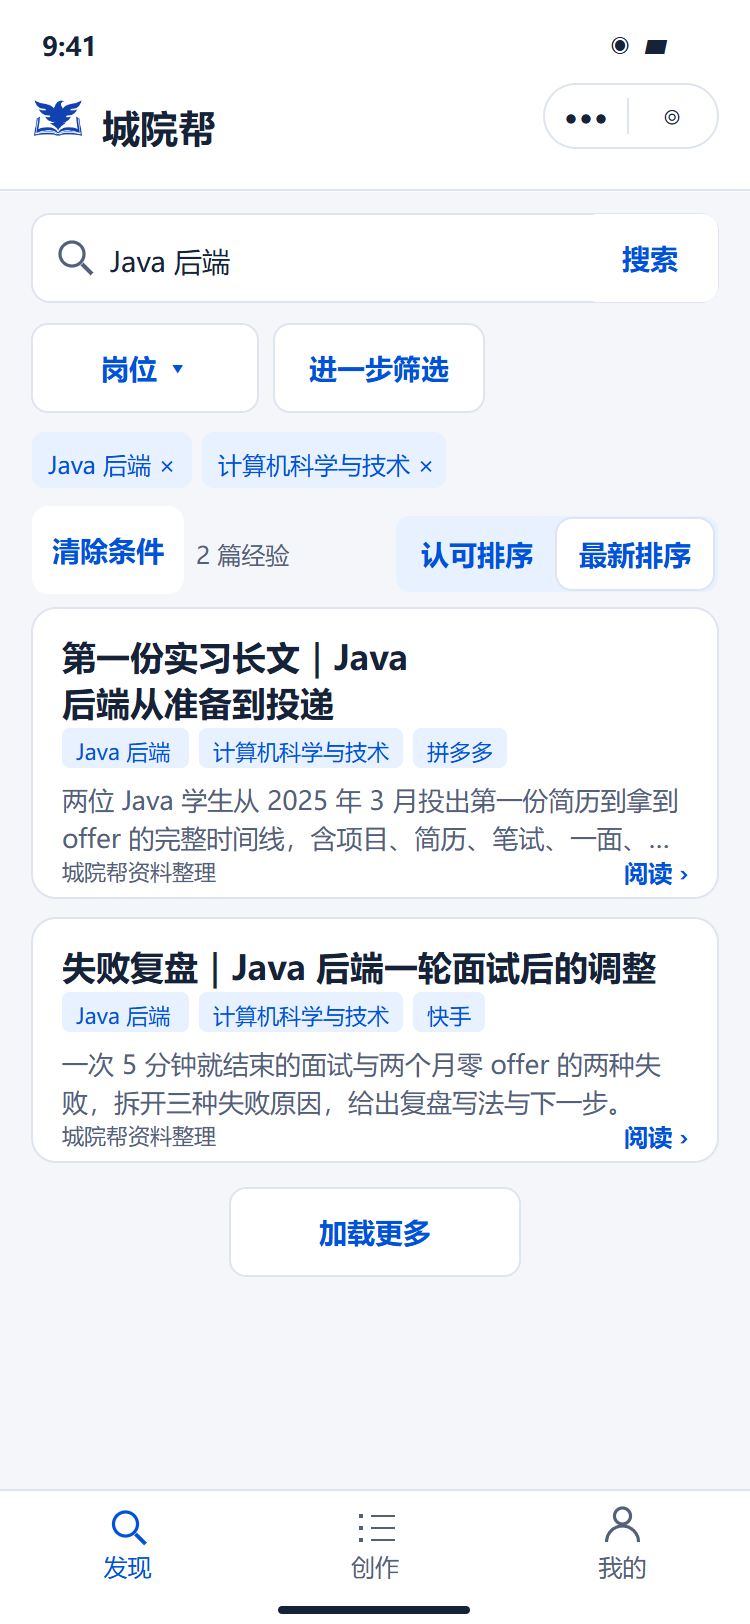 9:41
城院帮
Java 后端
搜索
岗位 ▼
进一步筛选
Java 后端 ×
计算机科学与技术 ×
清除条件
2 篇经验
认可排序
最新排序
第一份实习长文｜Java
后端从准备到投递
Java 后端
计算机科学与技术
拼多多
两位 Java 学生从 2025 年 3 月投出第一份简历到拿到
offer 的完整时间线，含项目、简历、笔试、一面、…
城院帮资料整理
阅读 ›
失败复盘｜Java 后端一轮面试后的调整
Java 后端
计算机科学与技术
快手
一次 5 分钟就结束的面试与两个月零 offer 的两种失
败，拆开三种失败原因，给出复盘写法与下一步。
城院帮资料整理
阅读 ›
加载更多
发现
创作
我的